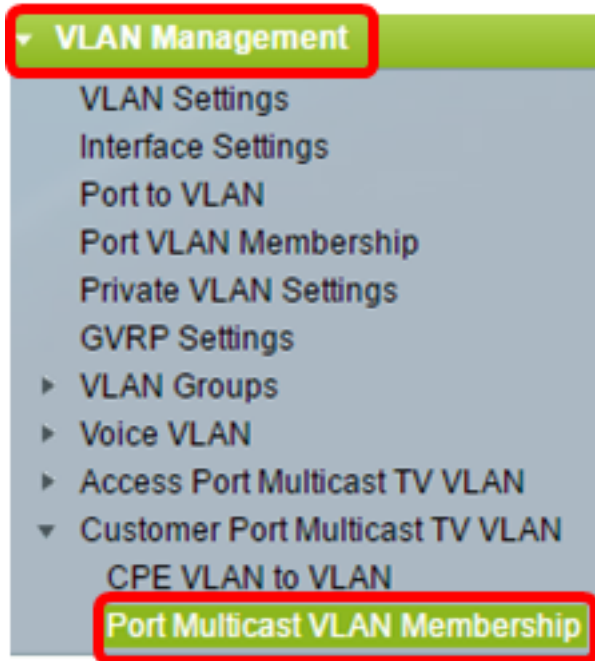 VLAN Management
VLAN Settings
Interface Settings
Port to VLAN
Port VLAN Membership
Private VLAN Settings
GVRP Settings
VLAN Groups
Voice VLAN
Access Port Multicast TV VLAN
Customer Port Multicast TV VLAN
CPE VLAN to VLAN
Port Multicast VLAN Membership